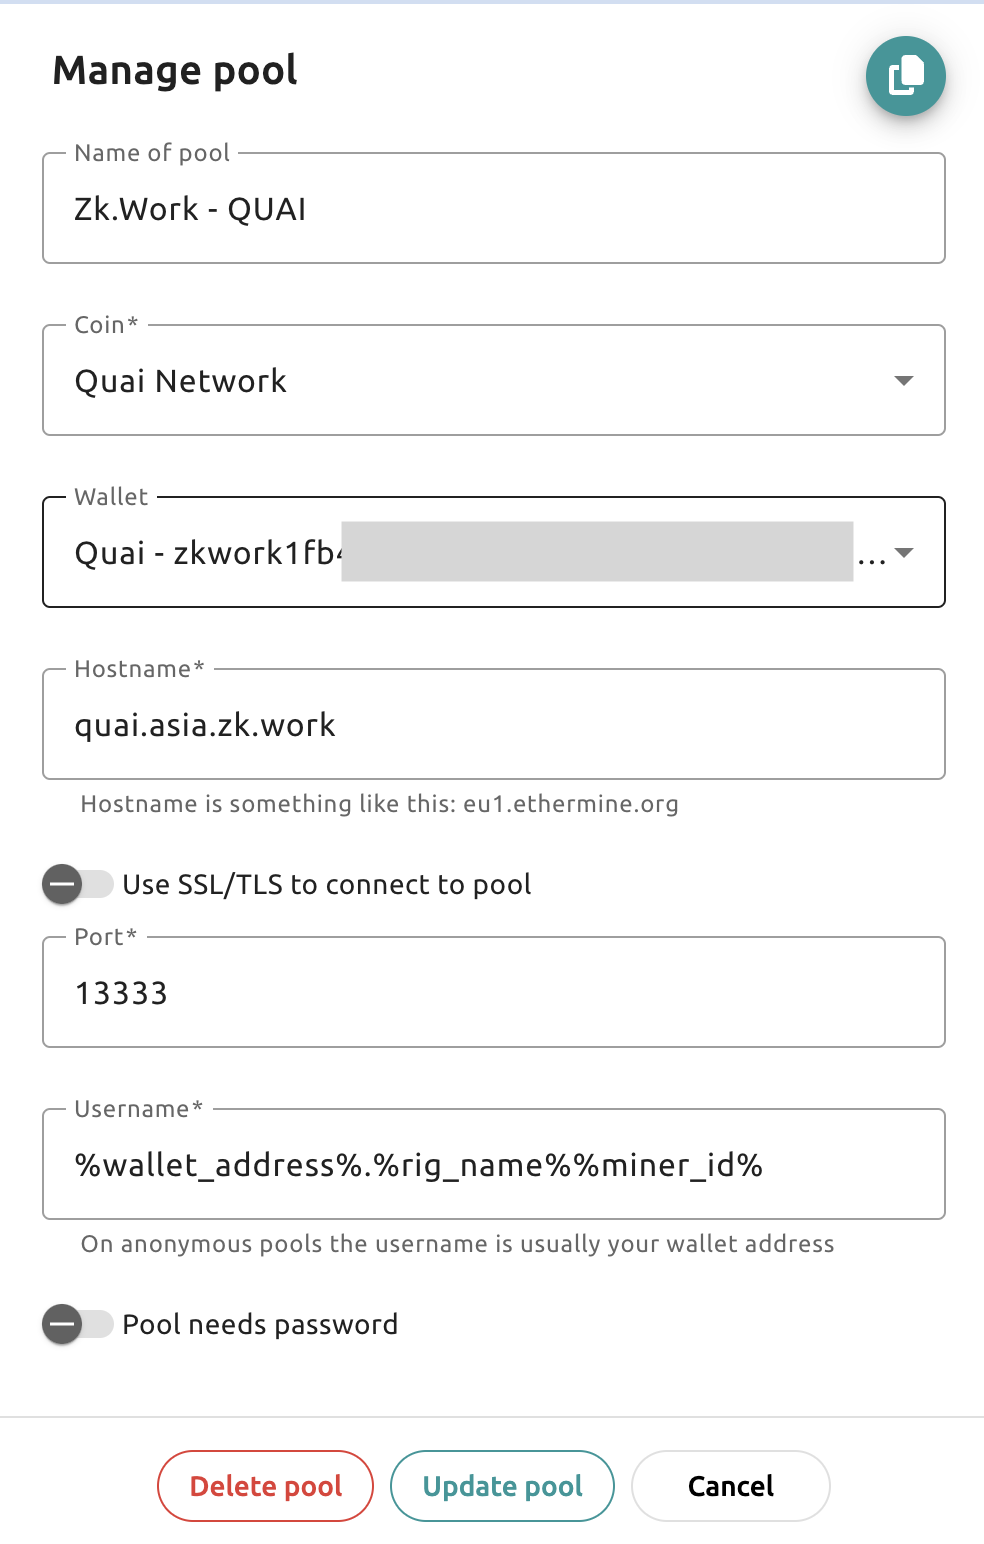 Manage pool
Name of pool
Zk.Work - QUAI
Coin*
Quai Network
Wallet
Quai - zkwork1fb4 ...
Hostname*
quai.asia.zk.work
Hostname is something like this: eu1.ethermine.org
Use SSL/TLS to connect to pool
Port*
13333
Username*
%wallet_address%.%rig_name%%miner_id%
On anonymous pools the username is usually your wallet address
Pool needs password
Delete pool
Update pool
Cancel